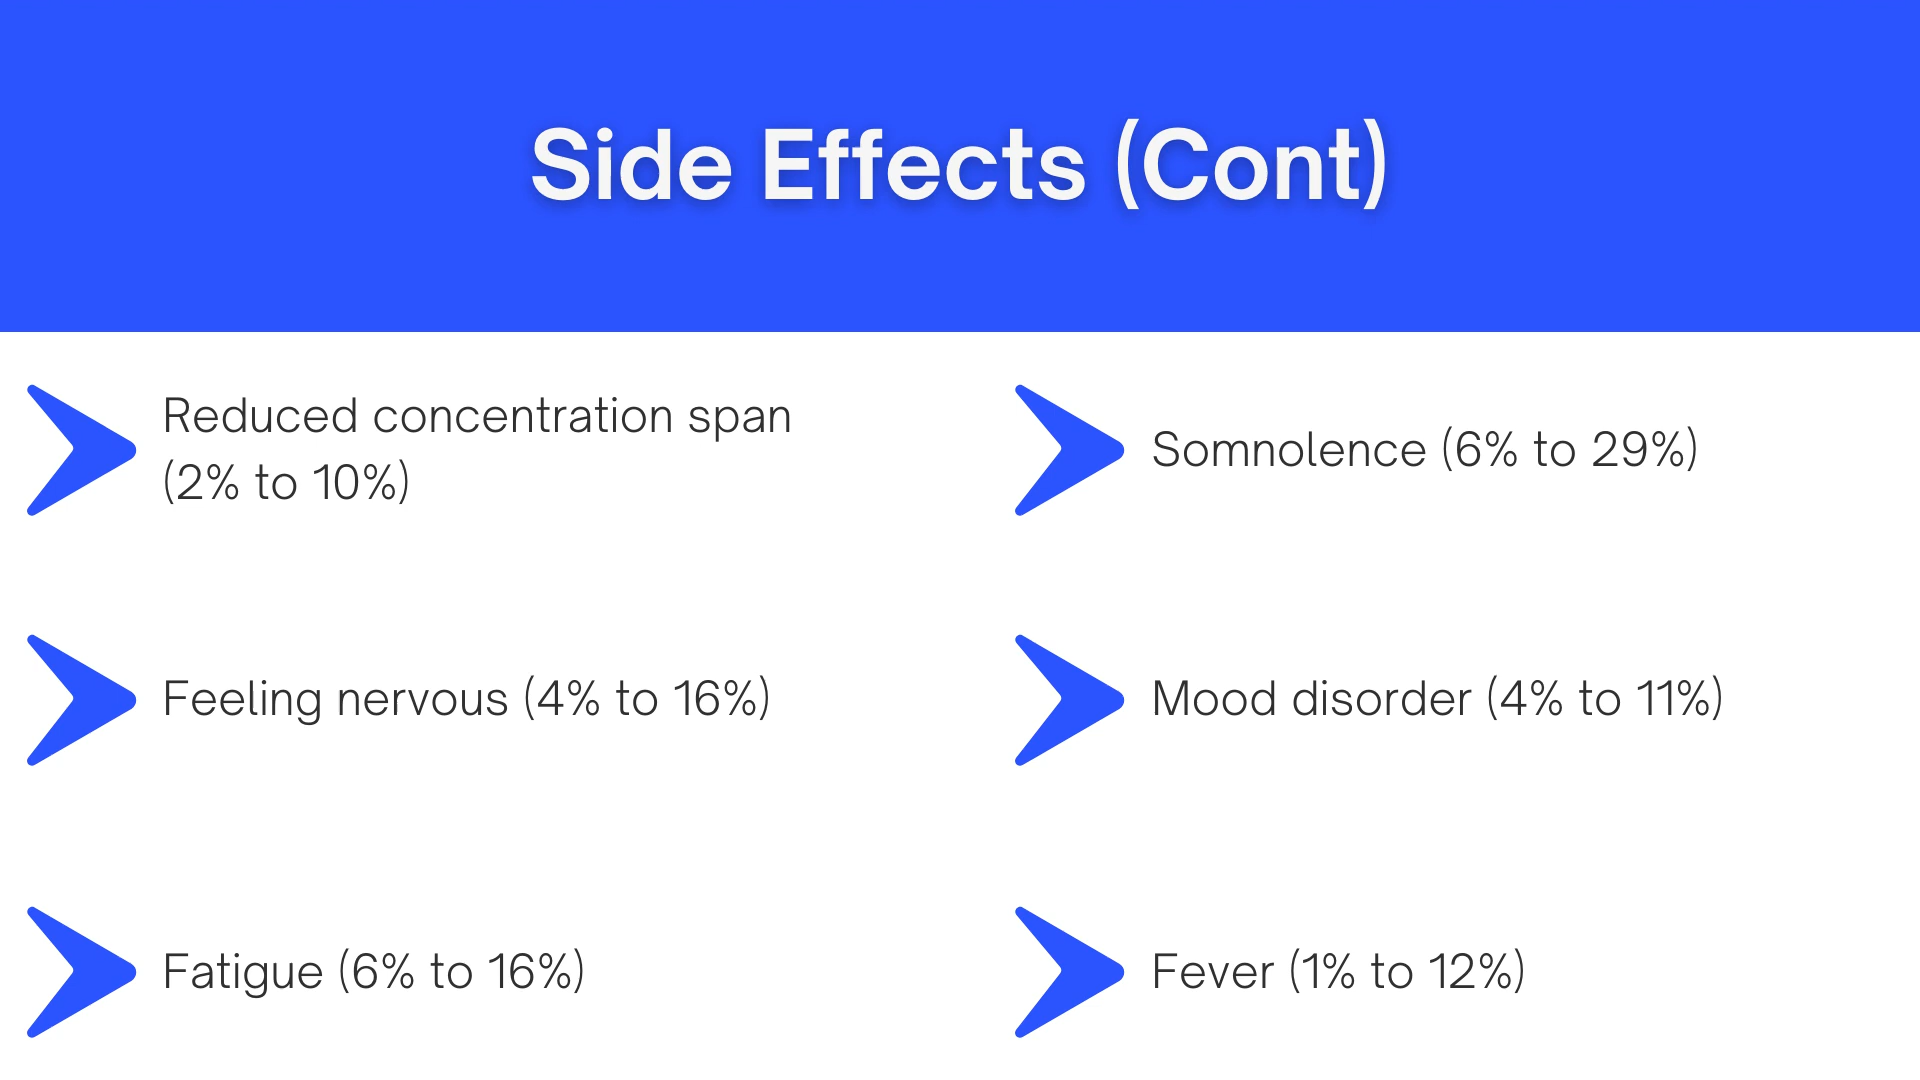 Side Effects (Cont)
Reduced concentration span
(2% to 10%)
Somnolence (6% to 29%)
Feeling nervous (4% to 16%)
Mood disorder (4% to 11%)
Fatigue (6% to 16%)
Fever (1% to 12%)